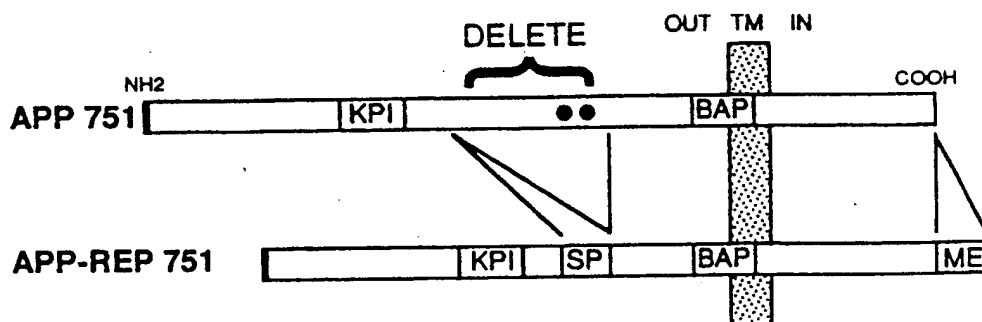 OUT TM IN
DELETE
NH2
COOH
APP 751
KPI
BAP
APP-REP 751
KPI
SP
BAP
ME